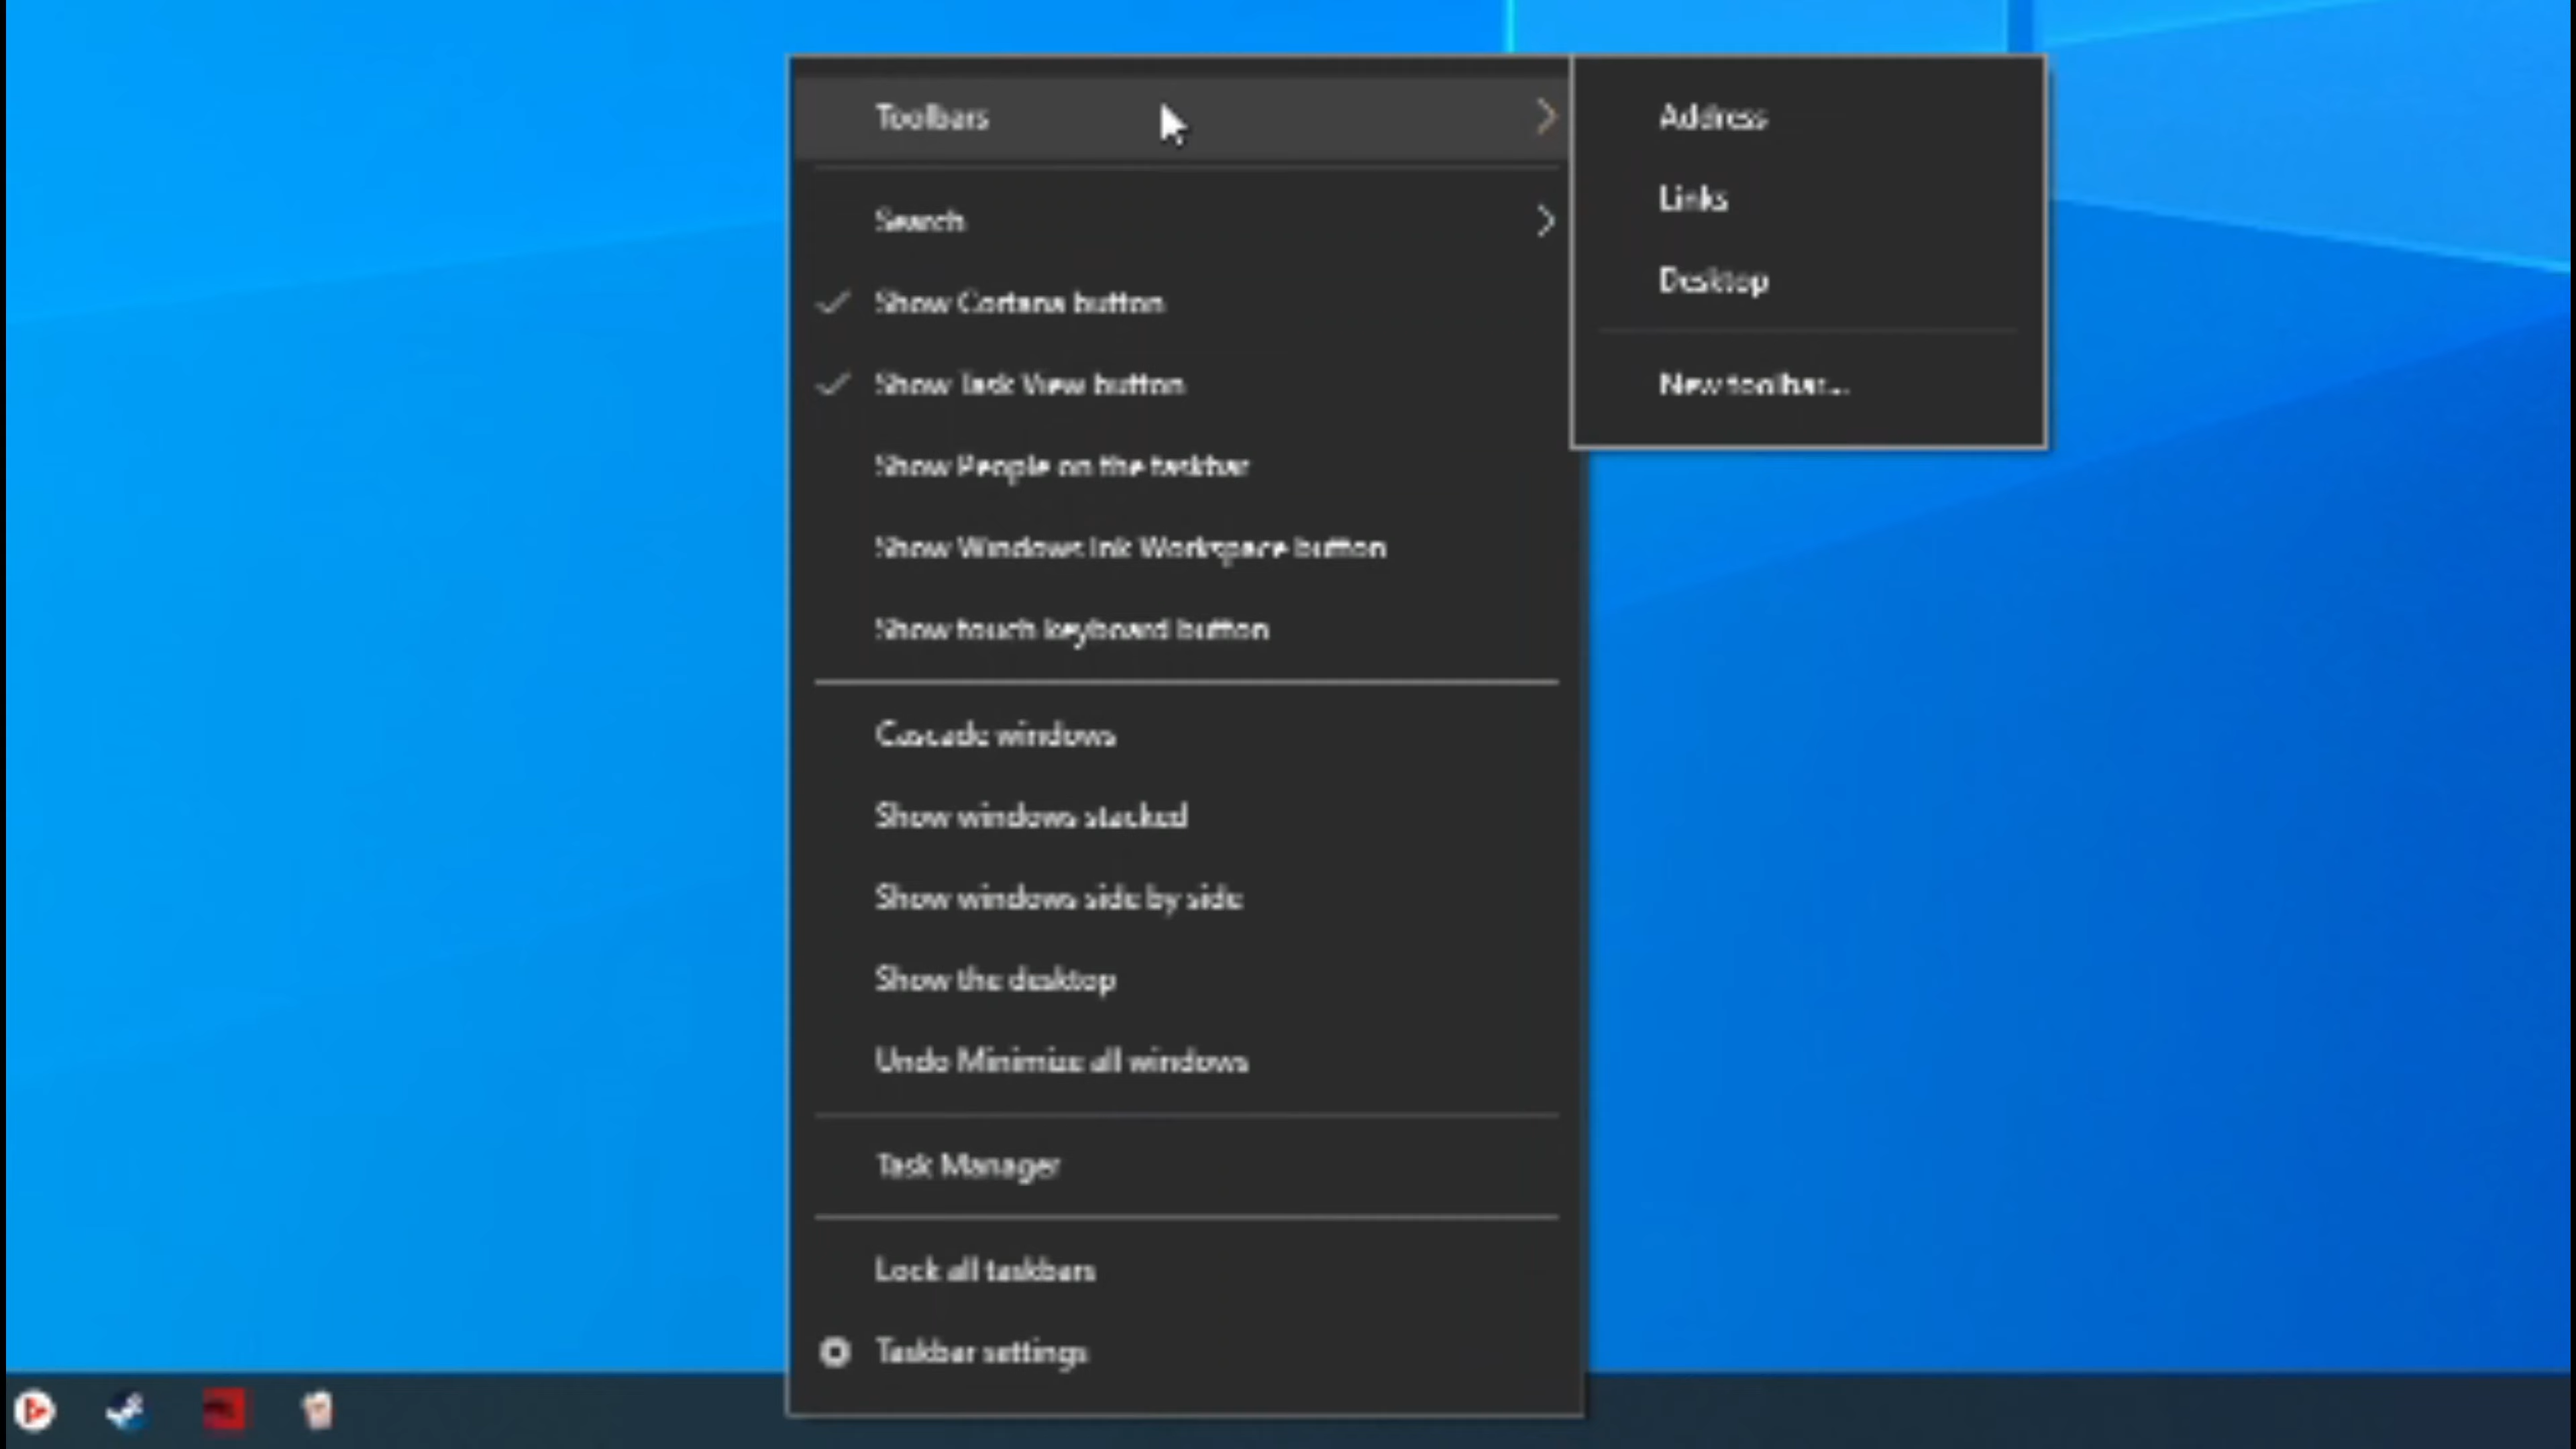 Toolbars
Search
Show Cortana button
Show Task View button
Show People on the taskbar
Show Windows Ink Workspace button
Show touch keyboard button
Cascade windows
Show windows stacked
Show windows side by side
Show the desktop
Undo Minimize all windows
Task Manager
Lock all taskbars
Taskbar settings
Address
Links
Desktop
New toolbar...